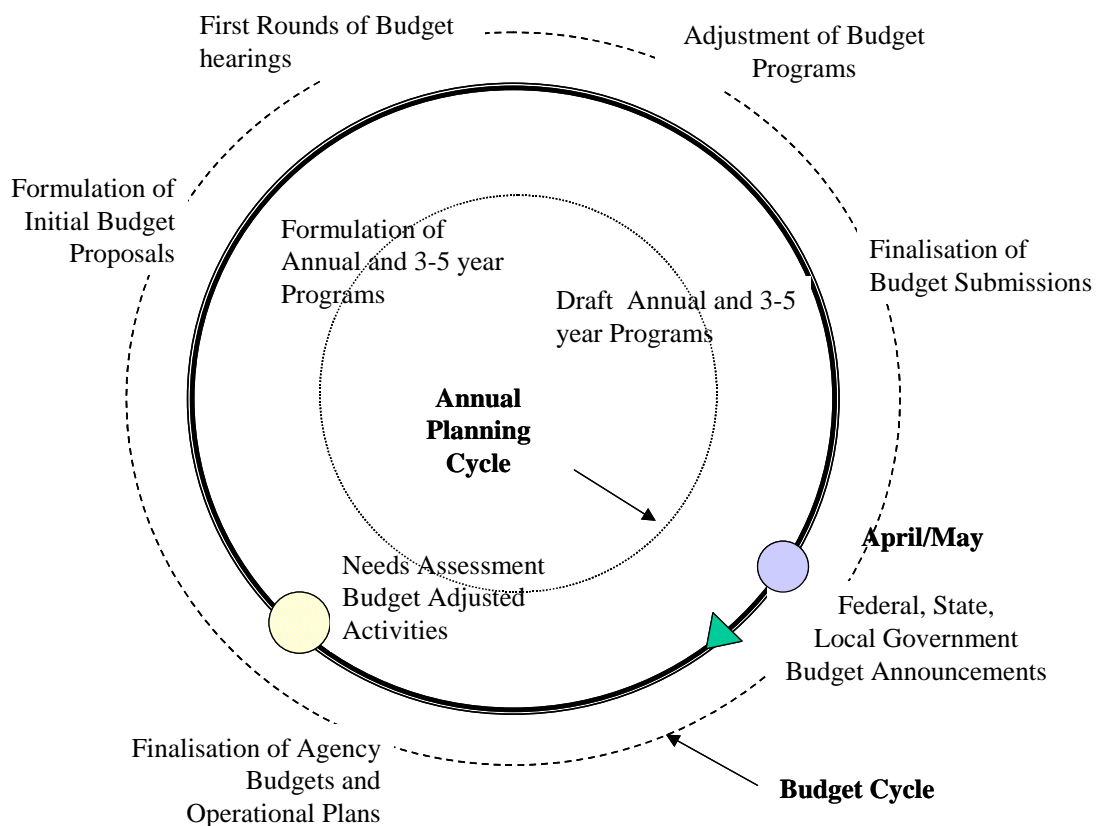 First Rounds of Budget
hearings
Adjustment of Budget
Programs
Formulation of
Initial Budget
Proposals
Formulation of
Annual and 3-5 year
Programs
Finalisation of
Budget Submissions
Draft Annual and 3-5
year Programs
Annual
Planning
Cycle
April/May
Needs Assessment
Budget Adjusted
Activities
Federal, State,
Local Government
Budget Announcements
Finalisation of Agency
Budgets and
Operational Plans
Budget Cycle